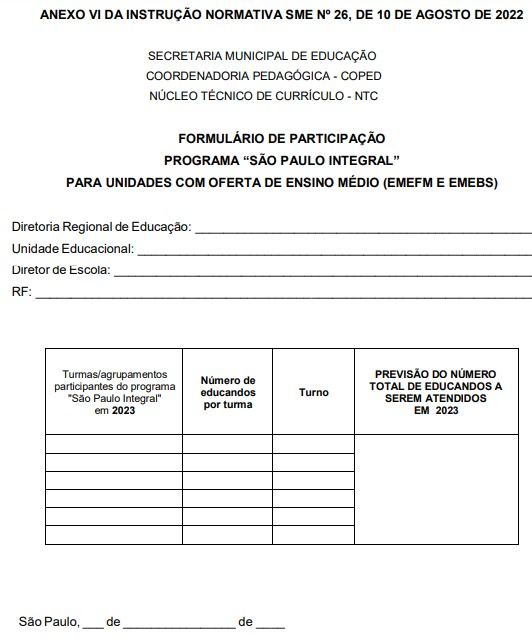 ANEXO VI DA INSTRUÇÃO NORMATIVA SME Nº 26, DE 10 DE AGOSTO DE 2022
SECRETARIA MUNICIPAL DE EDUCAÇÃO
COORDENADORIA PEDAGÓGICA - COPED
NÚCLEO TÉCNICO DE CURRÍCULO - NTC
FORMULÁRIO DE PARTICIPAÇÃO
PROGRAMA “SÃO PAULO INTEGRAL”
PARA UNIDADES COM OFERTA DE ENSINO MÉDIO (EMEFM E EMEBS)
Diretoria Regional de Educação: ______________________________
Unidade Educacional: ______________________________
Diretor de Escola: ______________________________
RF: ______________________________
Turmas/agrupamentos
participantes do programa
"São Paulo Integral"
em 2023
Número de
educandos
por turma
Turno
PREVISÃO DO NÚMERO
TOTAL DE EDUCANDOS A
SEREM ATENDIDOS
EM 2023
São Paulo, ___ de ________________ de ____